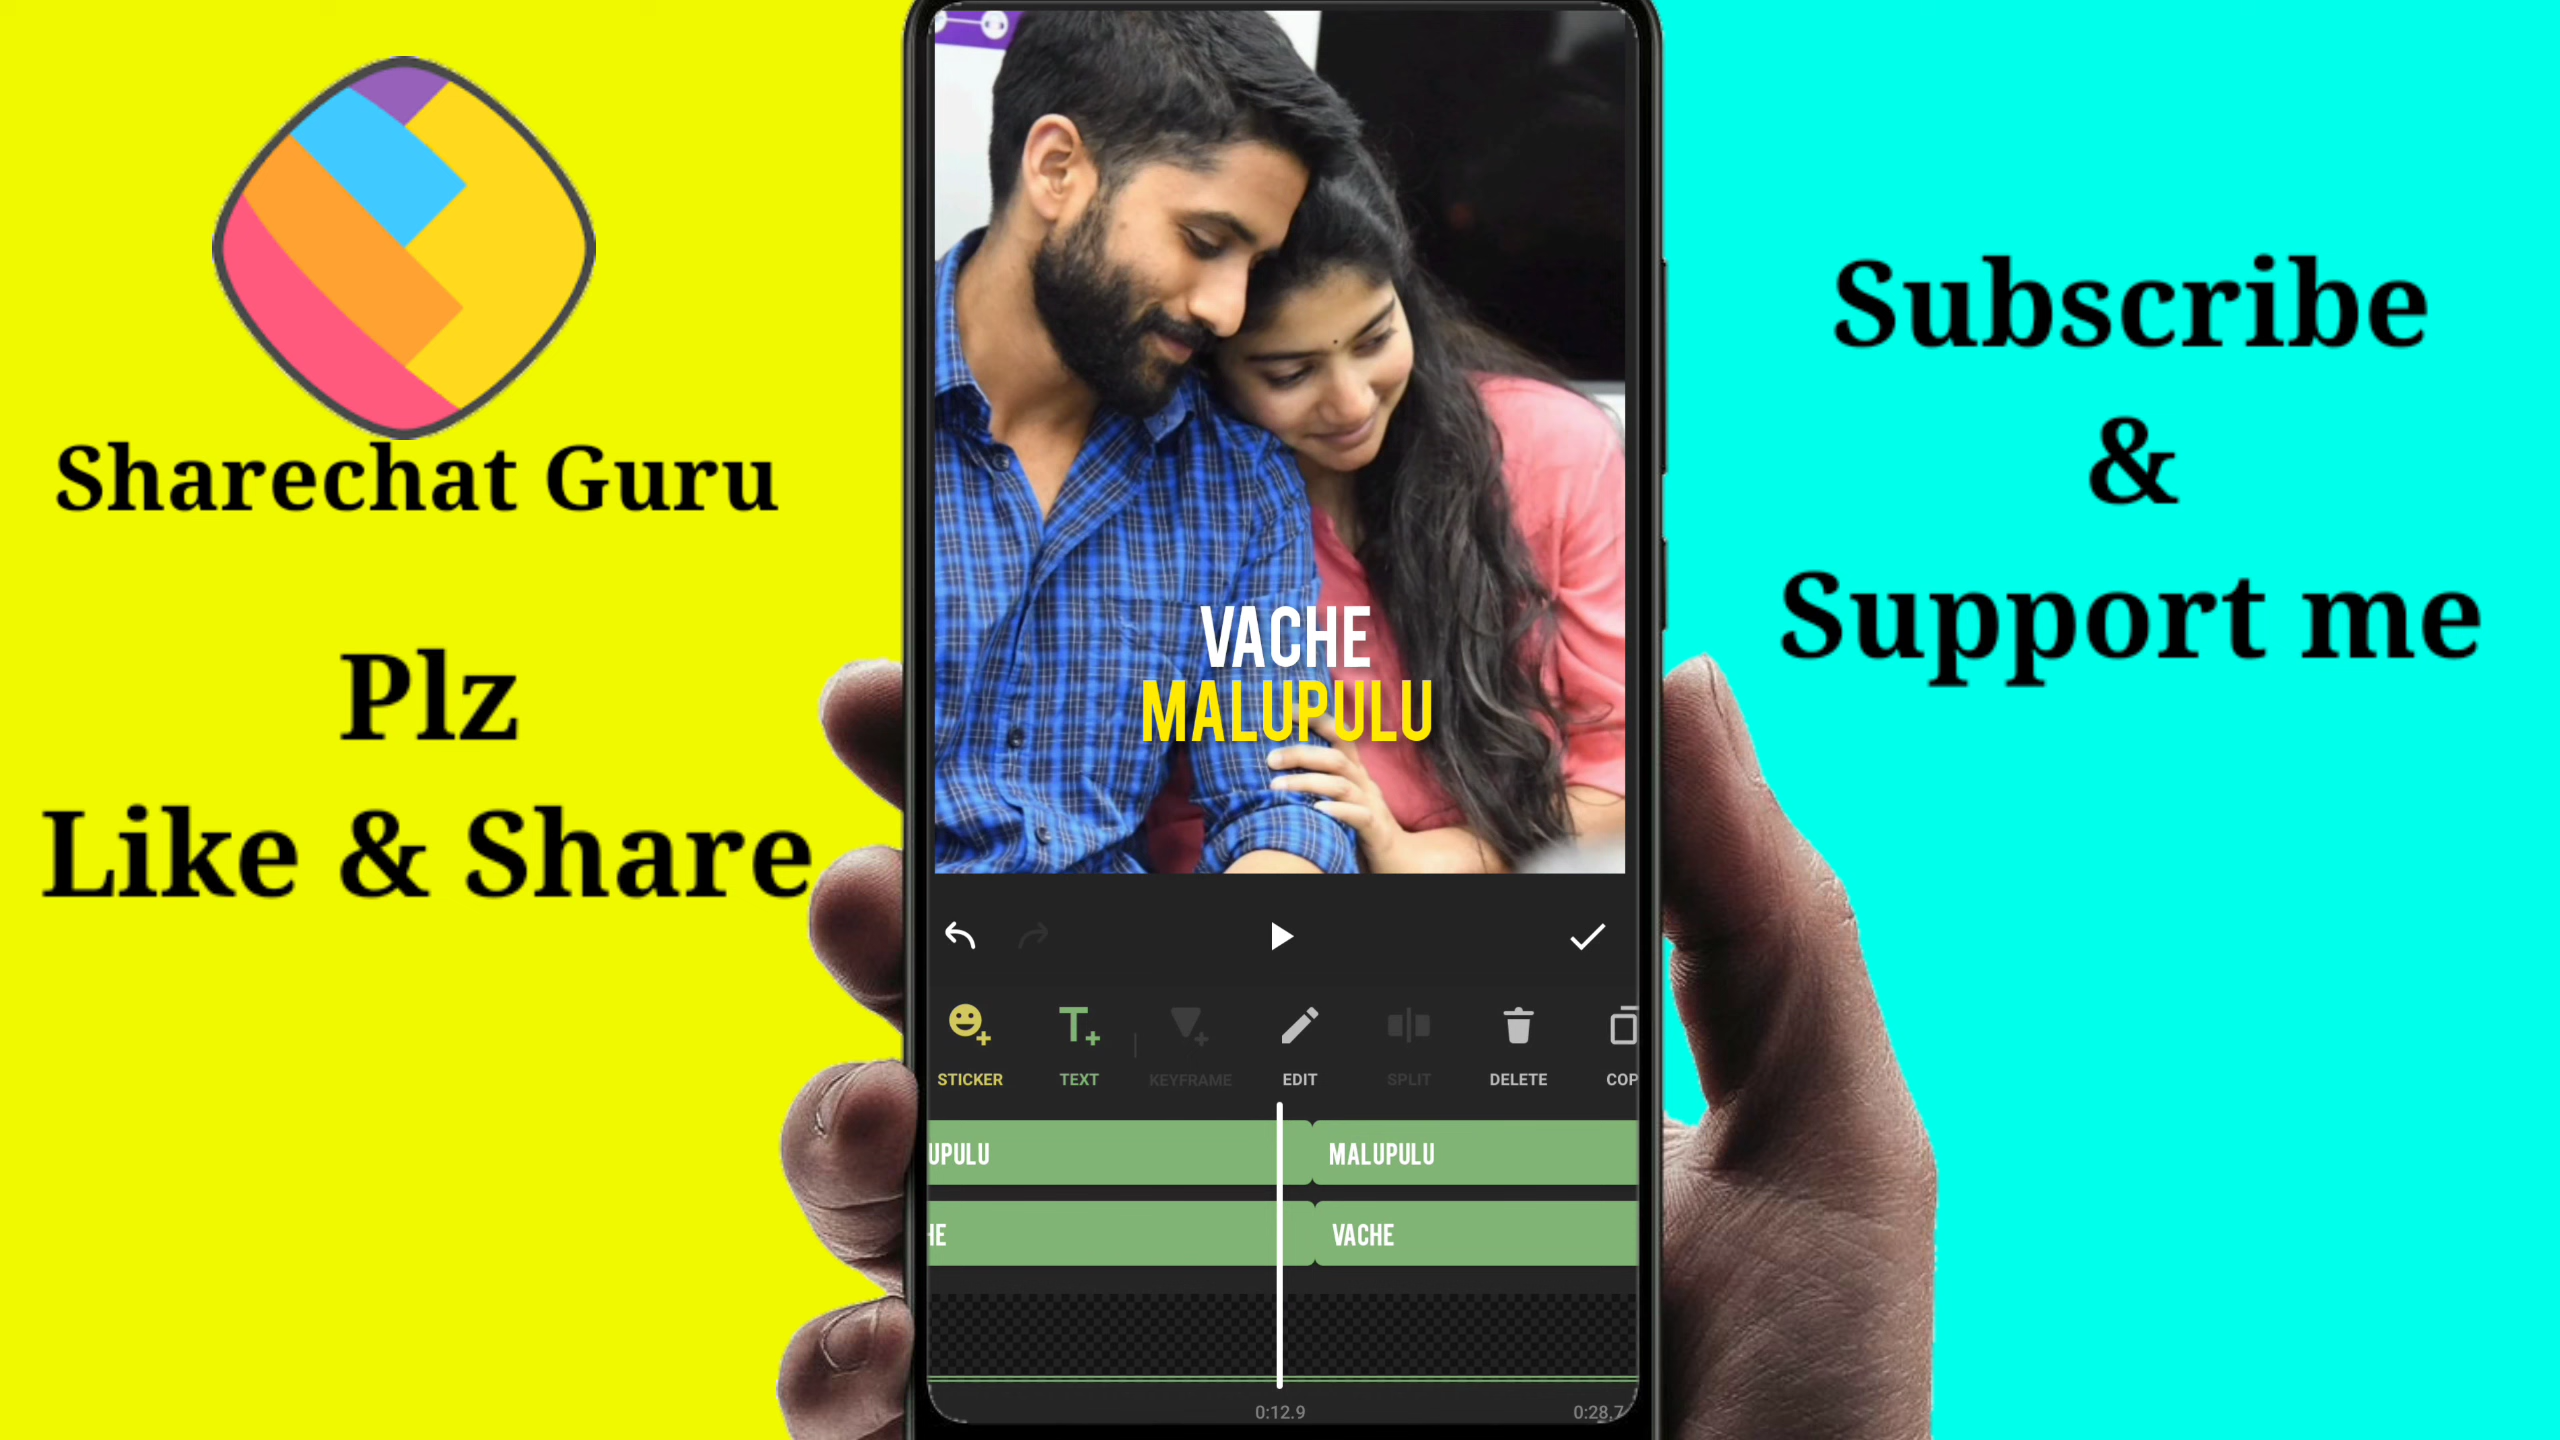 Sharechat Guru
Plz
Like & Share
VACHE
MALUPULU
STICKER TEXT KEYFRAME EDIT SPLIT DELETE COP
UPULU MALUPULU
HE VACHE
0:12.9 0:28.7
Subscribe
&
Support me